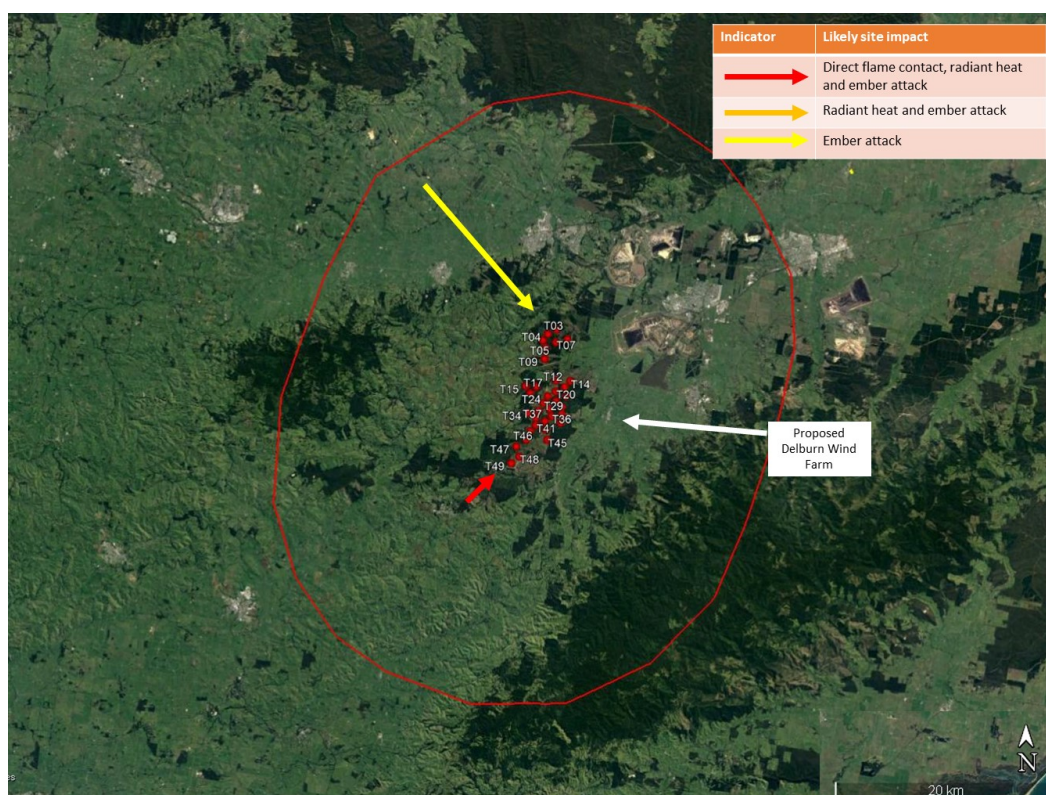 Indicator
Likely site impact
Direct flame contact, radiant heat
and ember attack
Radiant heat and ember attack
Ember attack
T03
T04
T07
T05
T09
T12
T15
T17
T14
T24
T20
T29
T34
T37
T36
T41
T46
T45
T47
T48
T49
Proposed
Delburn Wind
Farm
N
20 km